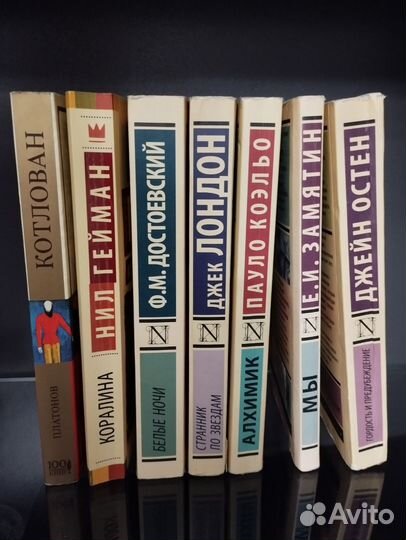 КОТЛОВАН
ПЛАТОНОВ
НИЛ ГЕЙМАН
КОРАЛИНА
Ф.М. ДОСТОЕВСКИЙ
БЕЛЫЕ НОЧИ
ДЖЕК ЛОНДОН
СТРАННИК
ПО ЗВЕЗДАМ
ПАУЛО КОЭЛЬО
АЛХИМИК
Е.И. ЗАМЯТИН
МЫ
ДЖЕЙН ОСТЕН
ГОРДОСТЬ И ПРЕДУБЕЖДЕНИЕ
Avito